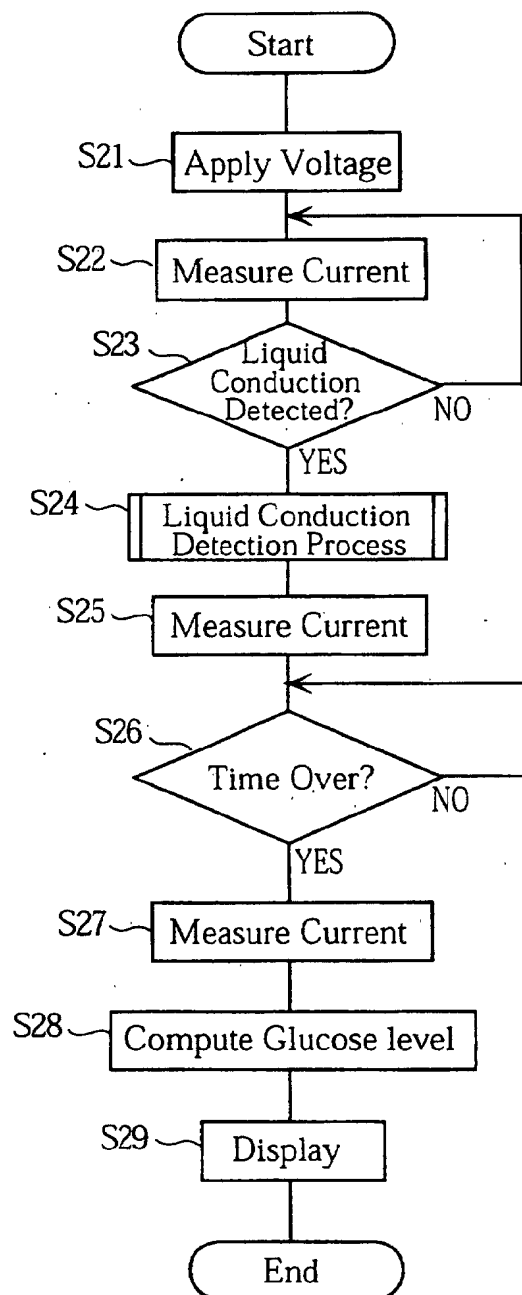 Start
S21
Apply Voltage
S22
Measure Current
S23
Liquid
Conduction
Detected?
NO
YES
S24
Liquid Conduction
Detection Process
S25
Measure Current
S26
Time Over?
NO
YES
S27
Measure Current
S28
Compute Glucose level
S29
Display
End